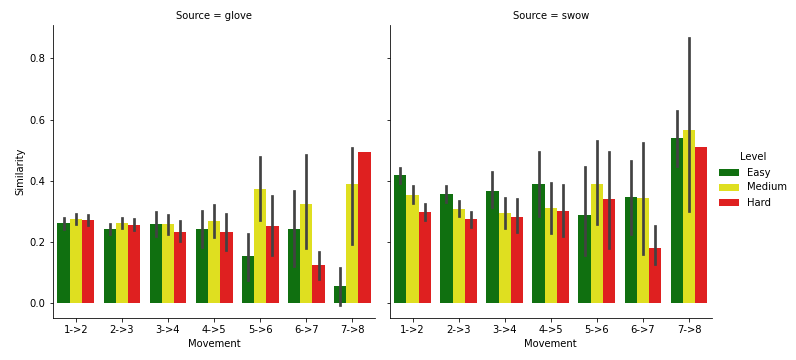 Source = glove
Source = swow
Similarity
0.8
0.6
0.4
0.2
0.0
1->2 2->3 3->4 4->5 5->6 6->7 7->8
Movement
1->2 2->3 3->4 4->5 5->6 6->7 7->8
Movement
Level
Easy
Medium
Hard